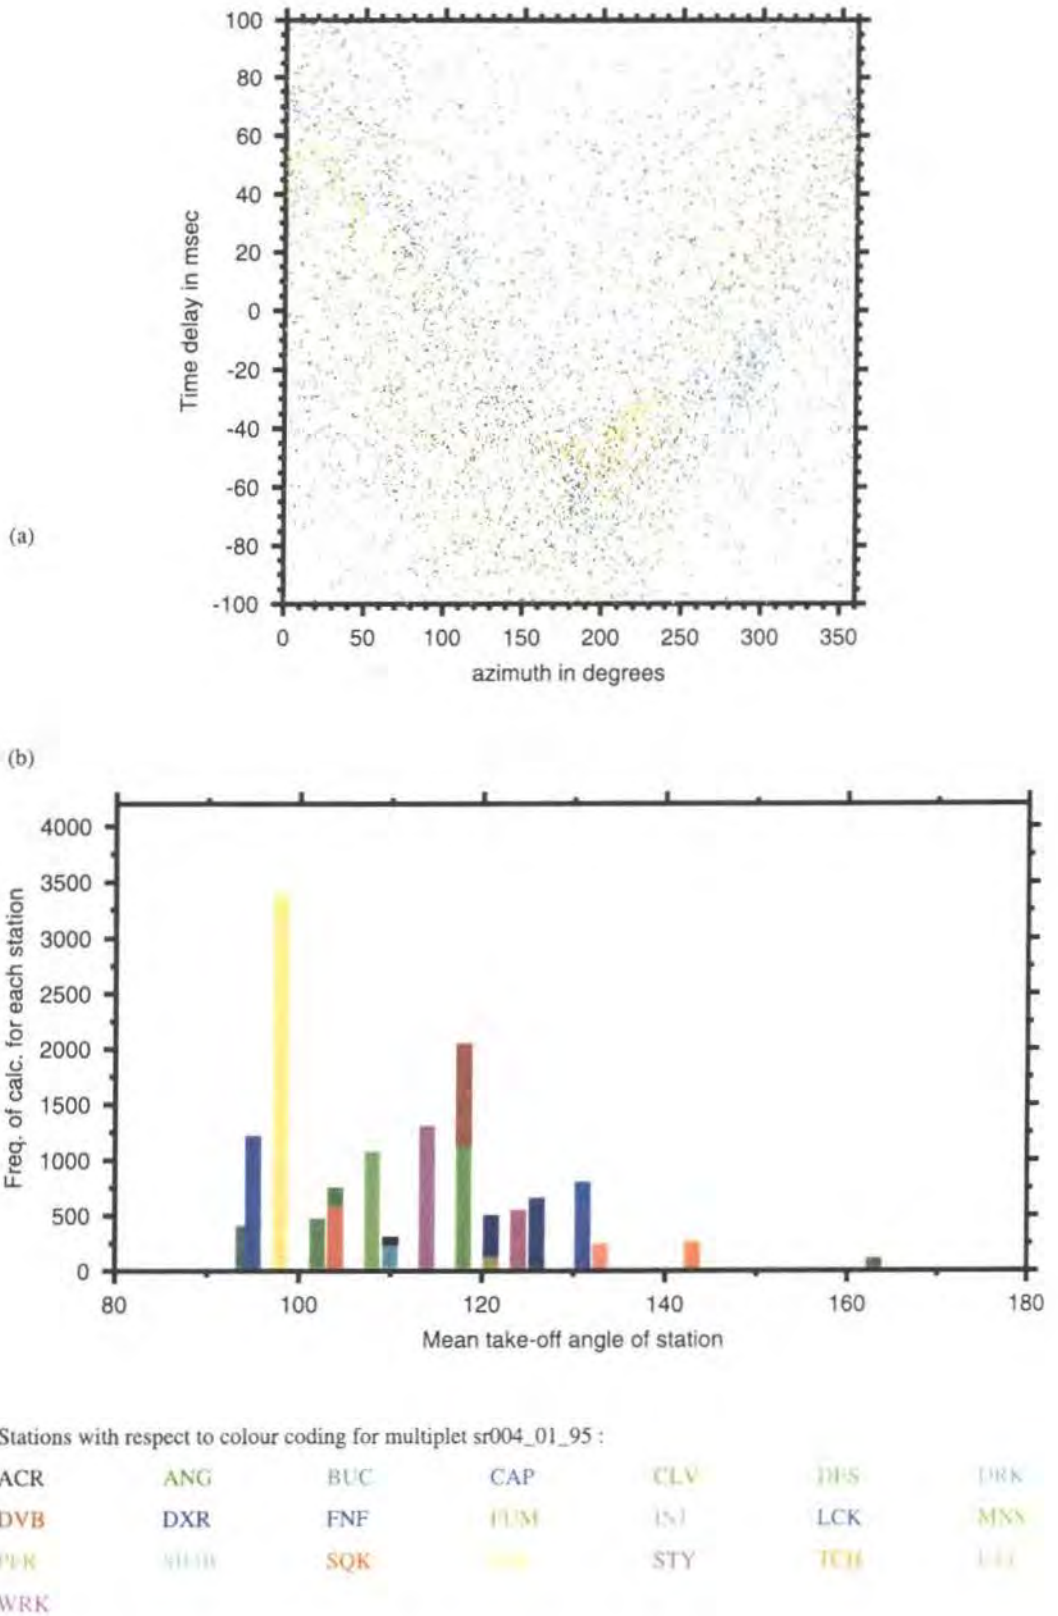 100
80
60
40
20
0
-20
-40
-60
-80
-100
Time delay in msec
0 50 100 150 200 250 300 350
azimuth in degrees
(a)
(b)
4000
3500
3000
2500
2000
1500
1000
500
0
Freq. of calc. for each station
80 100 120 140 160 180
Mean take-off angle of station
Stations with respect to colour coding for multiplet sr004_01_95 :
ACR ANG BUC CAP CLV DRK
DVB DXR FNF LCK MNS
SQK STY TCH
WRK